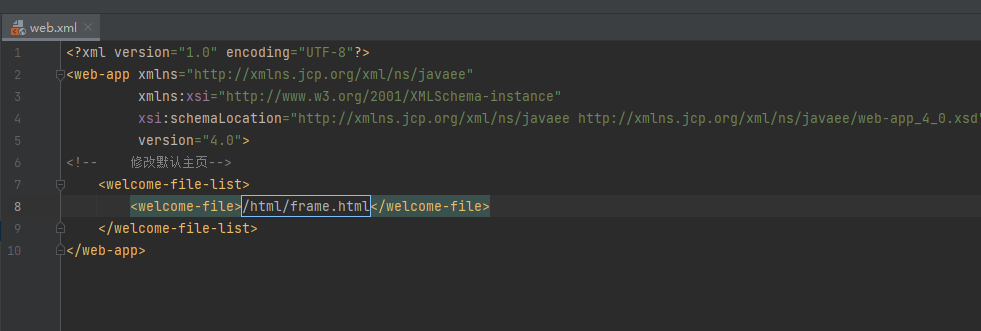 web.xml
1 <?xml version="1.0" encoding="UTF-8"?>
2 <web-app xmlns="http://xmlns.jcp.org/xml/ns/javaee"
3 xmlns:xsi="http://www.w3.org/2001/XMLSchema-instance"
4 xsi:schemaLocation="http://xmlns.jcp.org/xml/ns/javaee http://xmlns.jcp.org/xml/ns/javaee/web-app_4_0.xsd"
5 version="4.0">
6 <!-- 修改默认主页-->
7 <welcome-file-list>
8 <welcome-file>/html/frame.html</welcome-file>
9 </welcome-file-list>
10 </web-app>